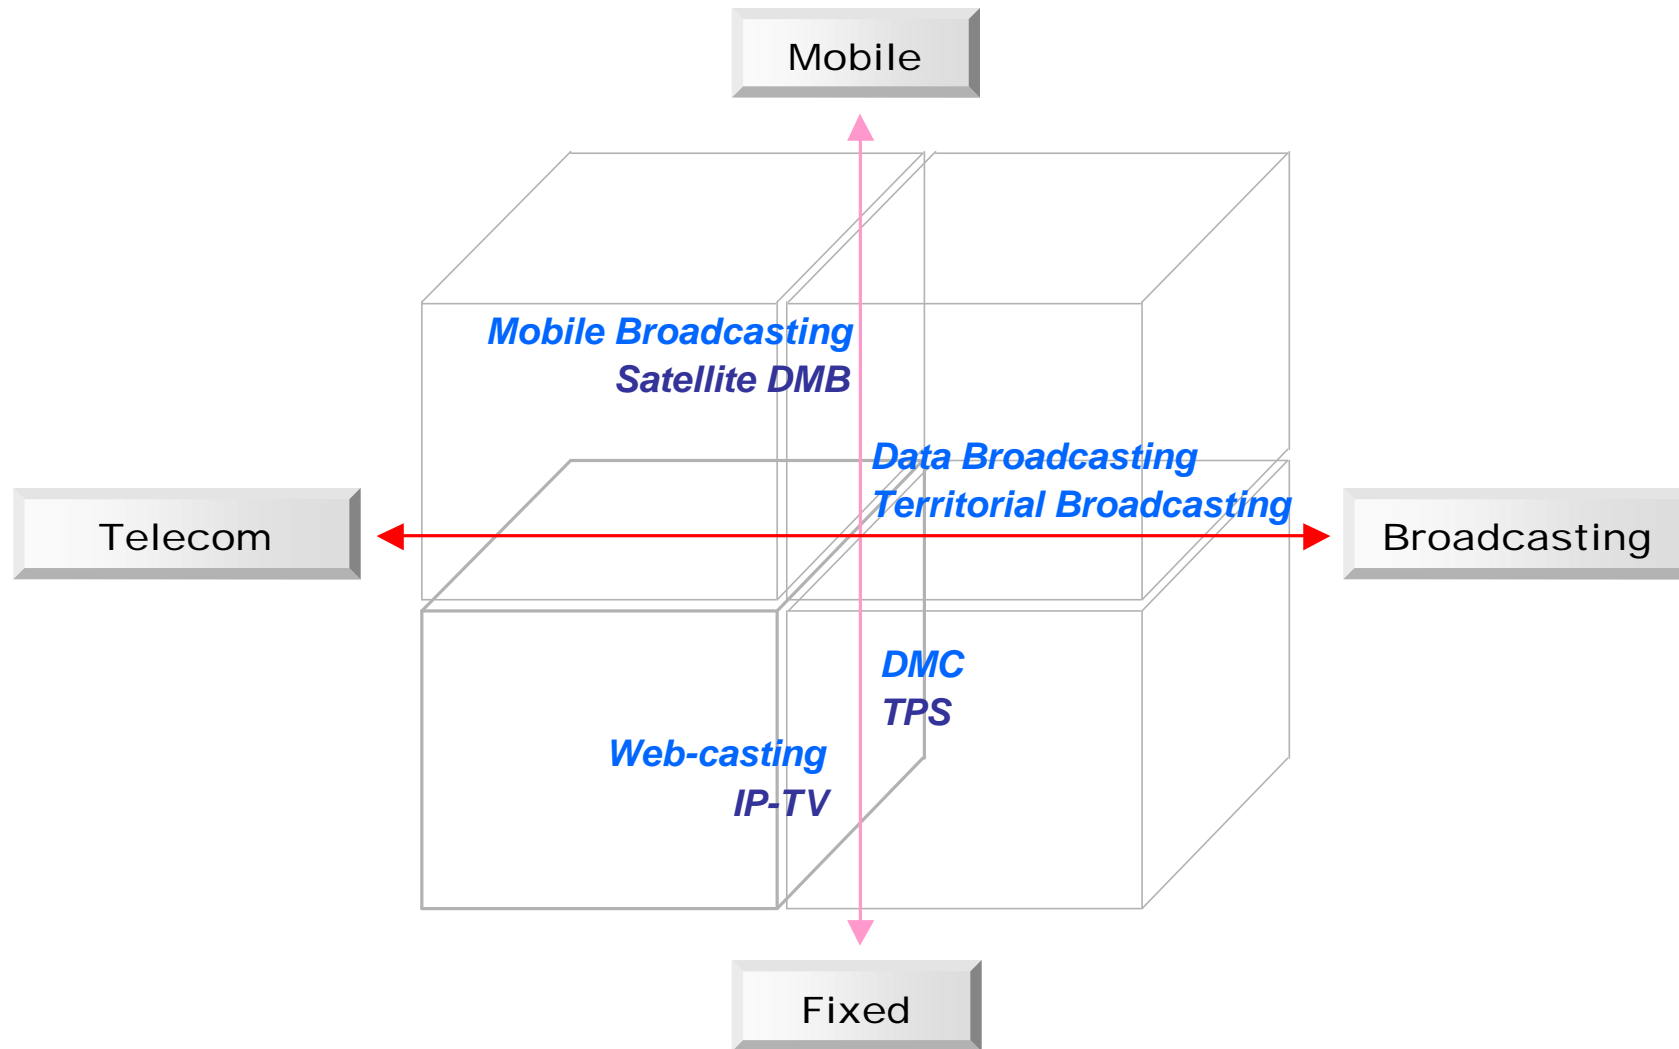 Mobile
Mobile Broadcasting
Satellite DMB
Data Broadcasting
Territorial Broadcasting
Telecom
Broadcasting
DMC
TPS
Web-casting
IP-TV
Fixed